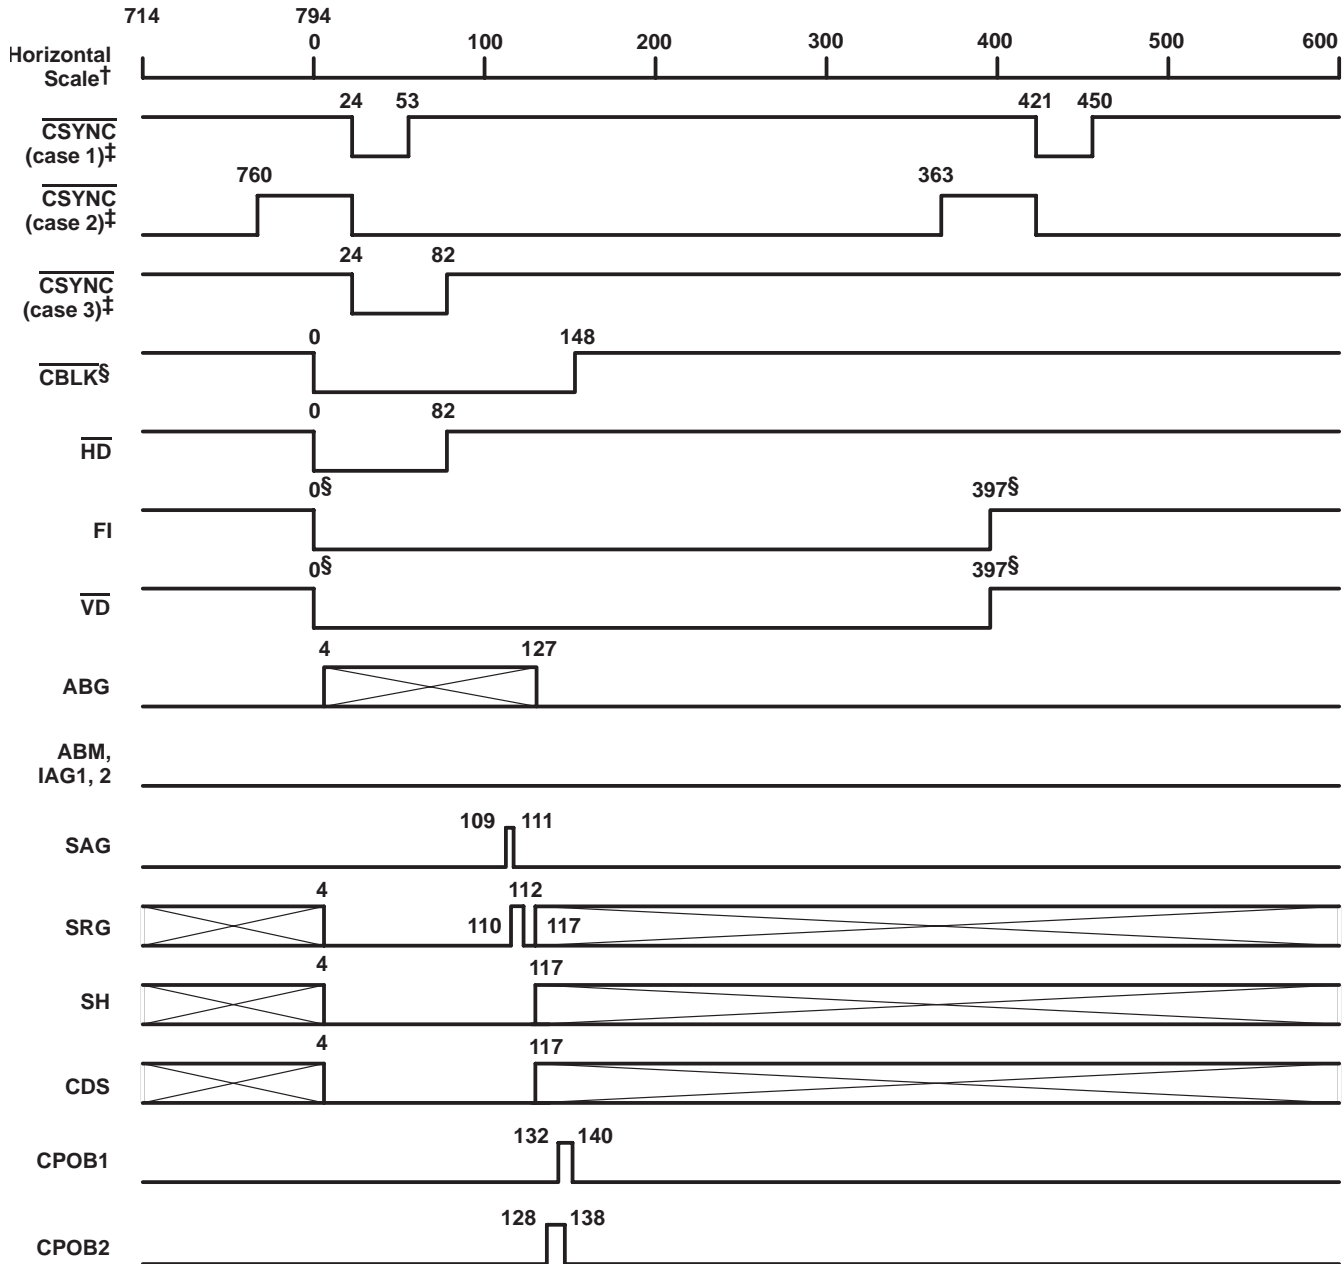 714 794
0 100 200 300 400 500 600
Horizontal
Scale†
24 53 421 450
CSYNC
(case 1)‡
760 363
CSYNC
(case 2)‡
24 82
CSYNC
(case 3)‡
0 148
CBLK§
0 82
HD
0§ 397§
FI
0§ 397§
VD
4 127
ABG
ABM,
IAG1, 2
109 111
SAG
4 112
SRG 110 117
4 117
SH
4 117
CDS
132 140
CPOB1
128 138
CPOB2